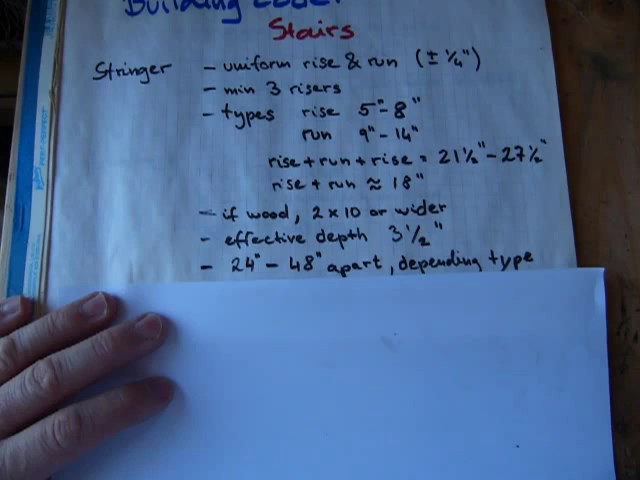 Building Code:
Stairs
Stringer - uniform rise & run (± 1/4")
- min 3 risers
- types rise 5"-8"
run 9"-14"
rise + run + rise = 21 1/2" - 27 1/2"
rise + run ≈ 18"
- if wood, 2 x 10 or wider
- effective depth 3 1/2"
- 24" - 48" apart, depending type